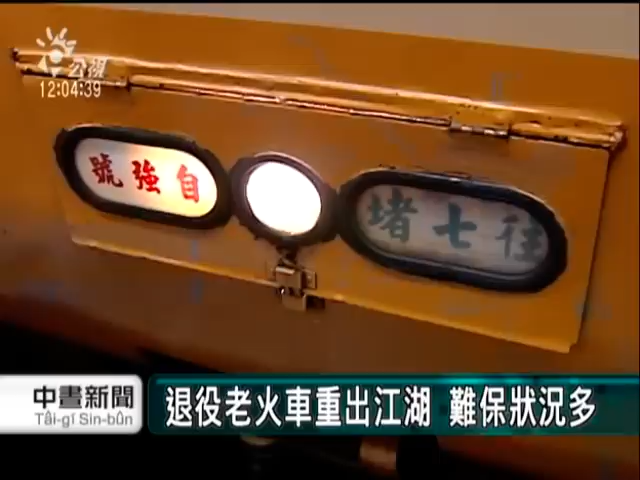 公視
12:04:39
號強自
堵七往
中晝新聞
Tâi-gí Sin-bûn
退役老火車重出江湖 難保狀況多